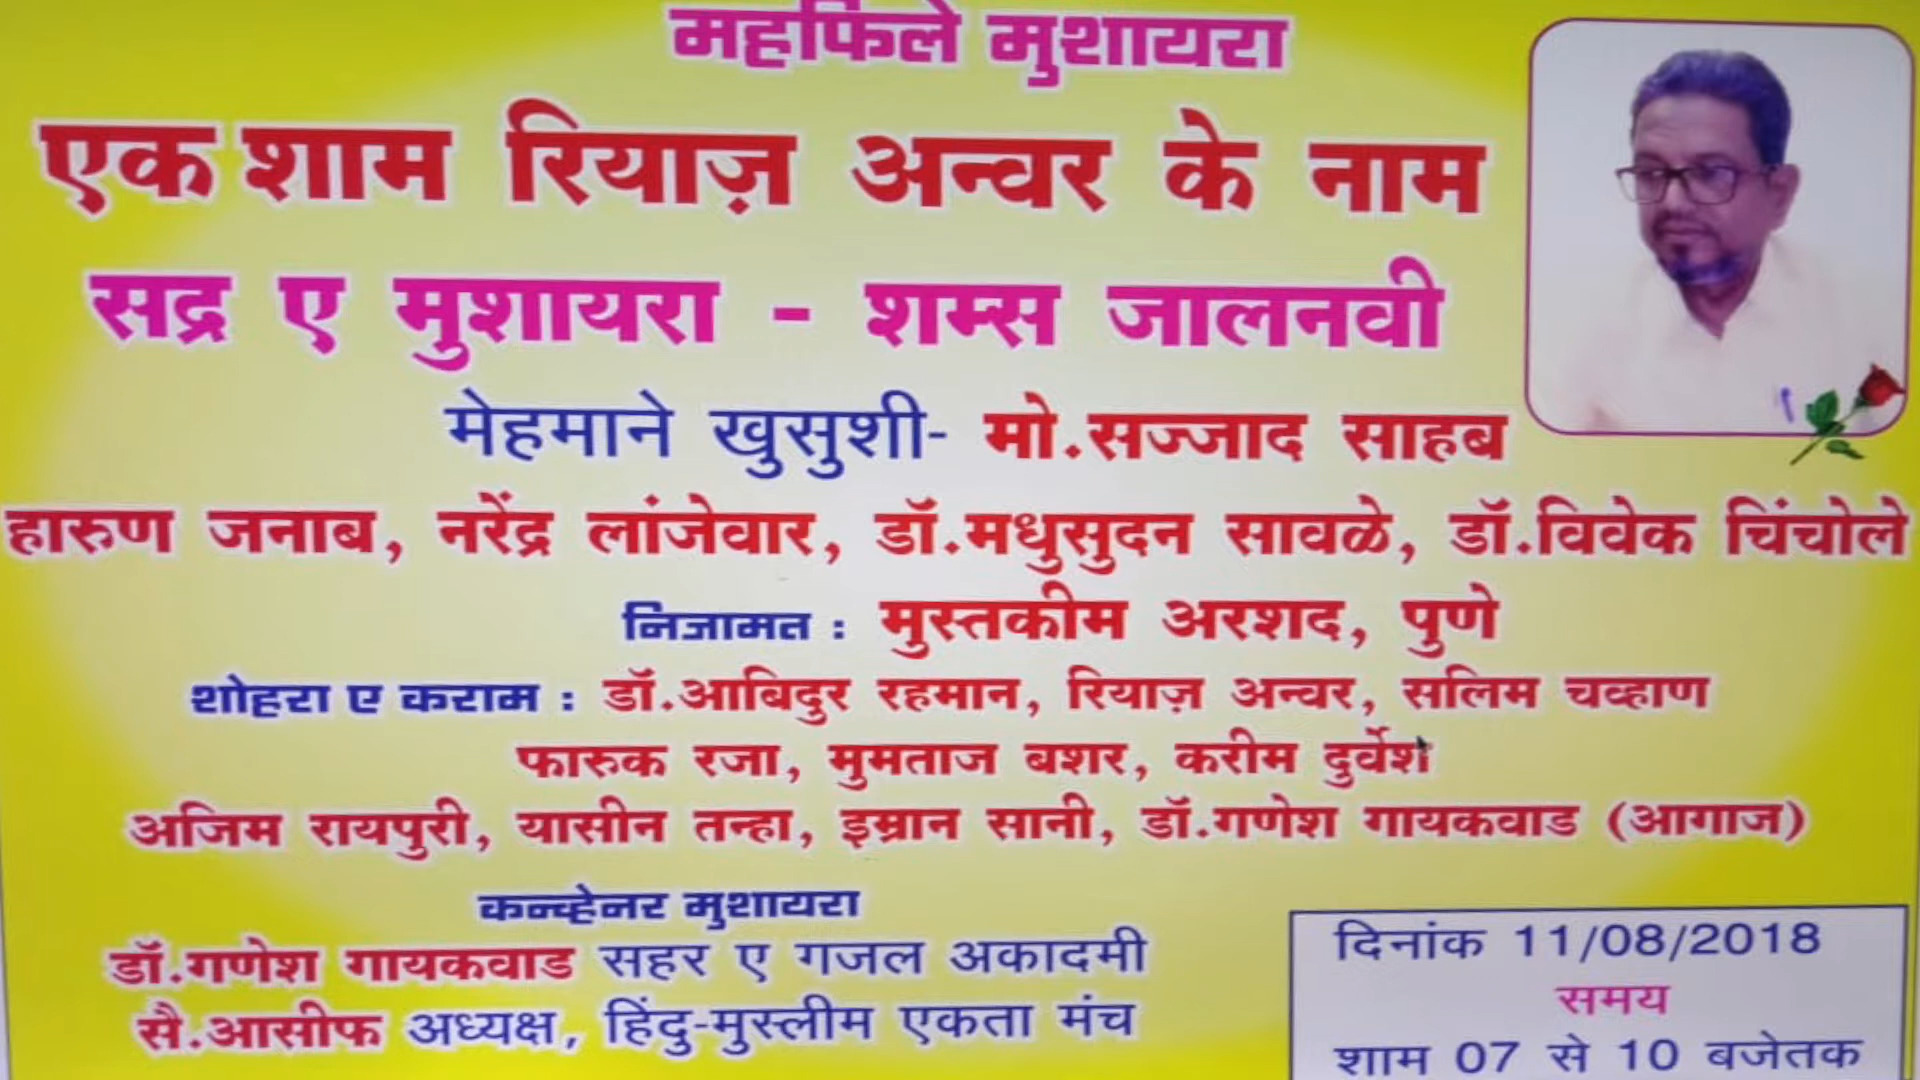 महफिले मुशायरा
एक शाम रियाज़ अन्वर के नाम
सद्र ए मुशायरा - शम्स जालनवी
मेहमाने खुसुशी- मो.सज्जाद साहब
हारुण जनाब, नरेंद्र लांजेवार, डॉ.मधुसुदन सावळे, डॉ.विवेक चिंचोले
निजामत : मुस्तकीम अरशद, पुणे
शोहरा ए कराम : डॉ.आबिदुर रहमान, रियाज़ अन्वर, सलिम चव्हाण
फारुक रजा, मुमताज बशर, करीम दुर्वेश
अजिम रायपुरी, यासीन तन्हा, इम्रान सानी, डॉ.गणेश गायकवाड (आगाज)
कन्व्हेनर मुशायरा
डॉ.गणेश गायकवाड सहर ए गजल अकादमी
सै.आसीफ अध्यक्ष, हिंदु-मुस्लीम एकता मंच
दिनांक 11/08/2018
समय
शाम 07 से 10 बजेतक